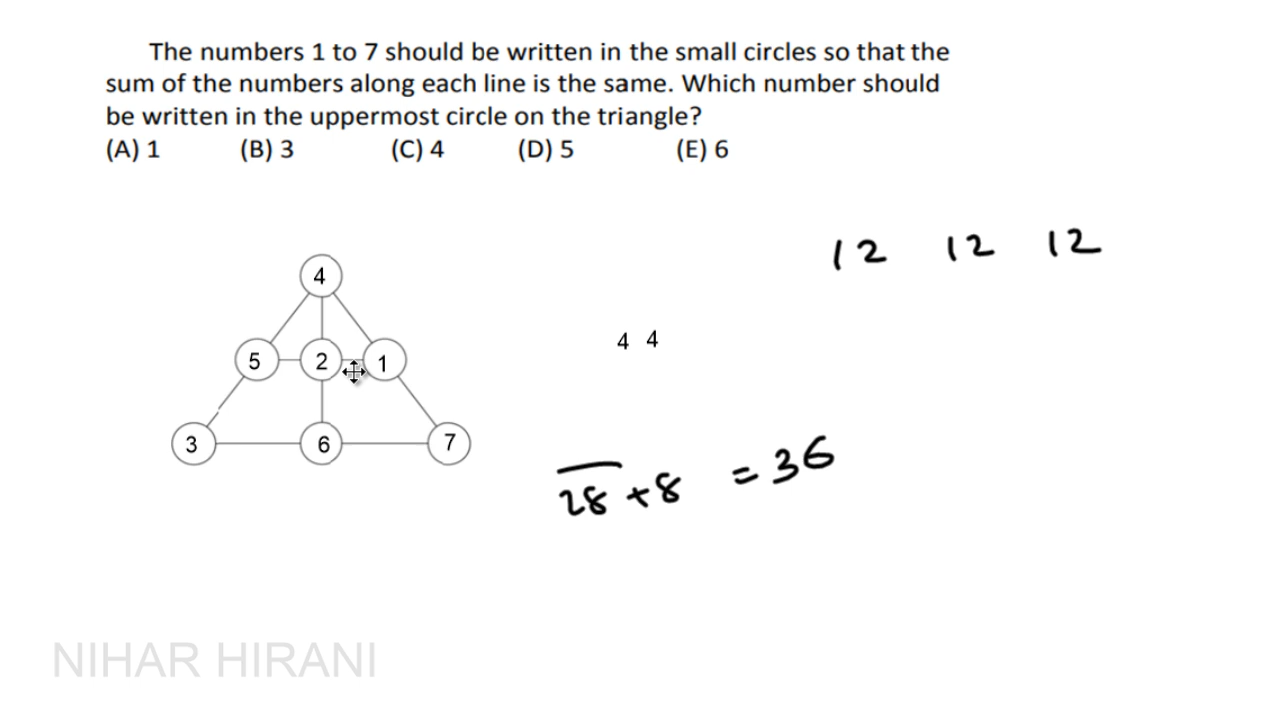 The numbers 1 to 7 should be written in the small circles so that the
sum of the numbers along each line is the same. Which number should
be written in the uppermost circle on the triangle?
(A) 1 (B) 3 (C) 4 (D) 5 (E) 6
12 12 12
4
4 4
5 2 1
3 6 7
28 + 8 = 36
NIHAR HIRANI